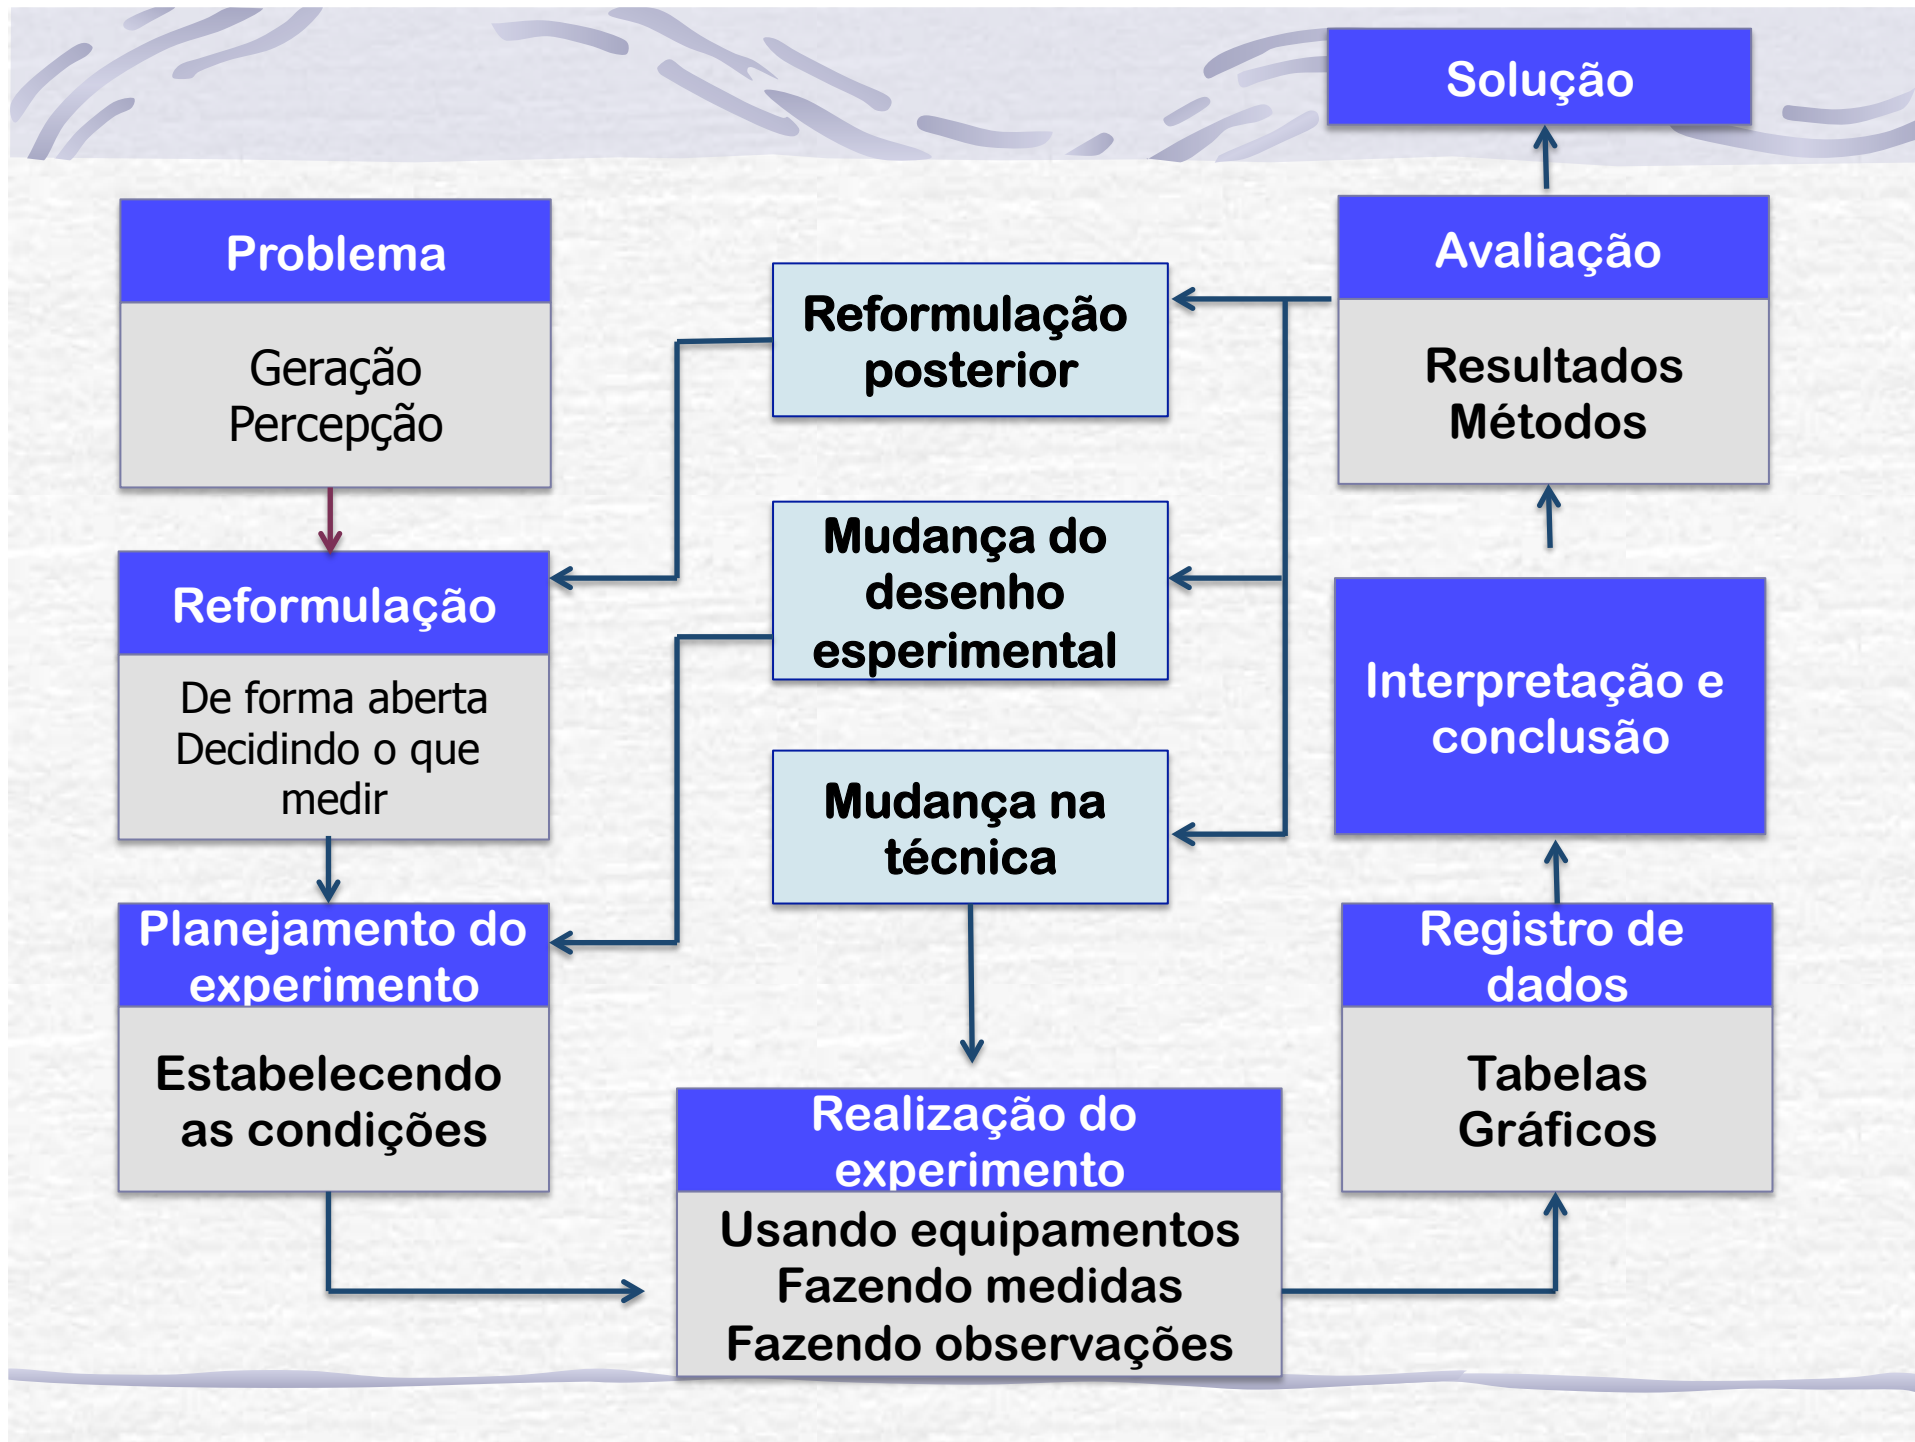 Solução
Problema
Geração
Percepção
Reformulação
De forma aberta
Decidindo o que
medir
Planejamento do
experimento
Estabelecendo
as condições
Reformulação
posterior
Mudança do
desenho
esperimental
Mudança na
técnica
Realização do
experimento
Usando equipamentos
Fazendo medidas
Fazendo observações
Avaliação
Resultados
Métodos
Interpretação e
conclusão
Registro de
dados
Tabelas
Gráficos